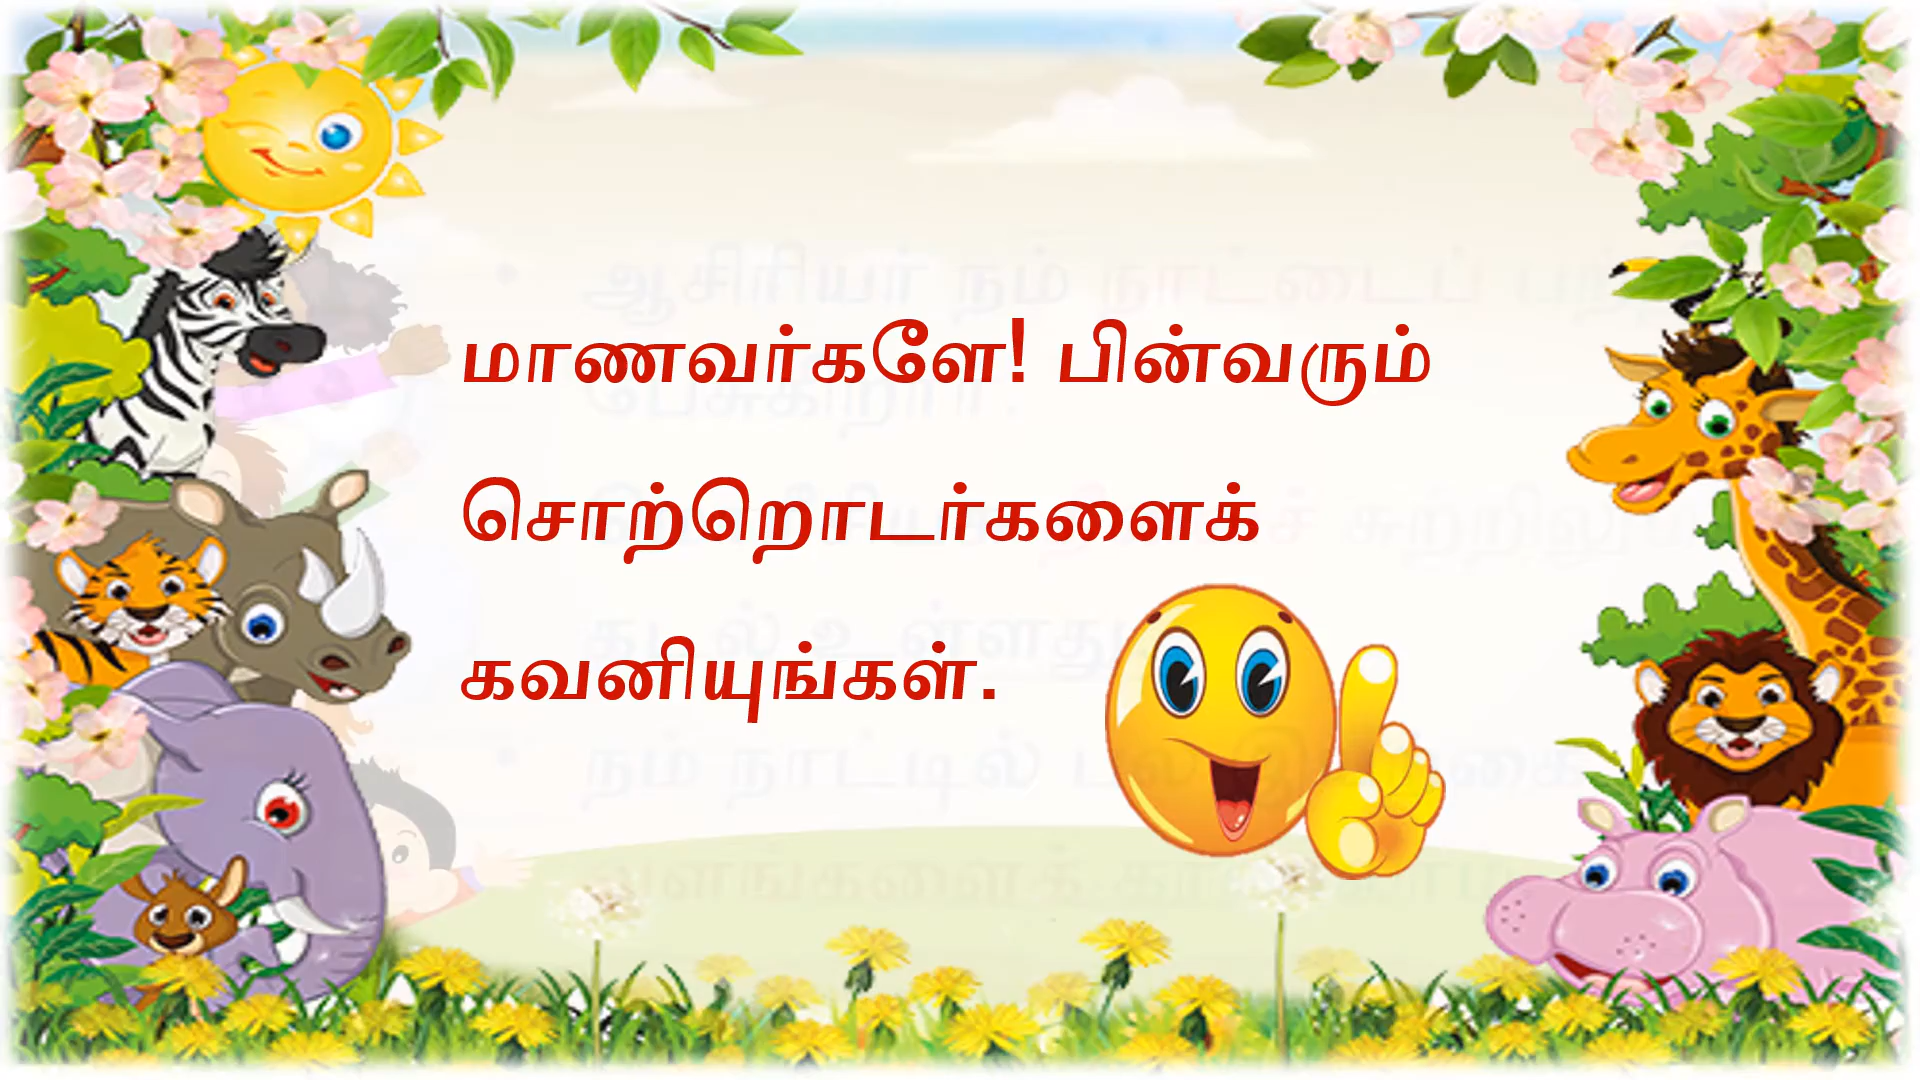 மாணவர்களே! பின்வரும்
சொற்றொடர்களைக்
கவனியுங்கள்.